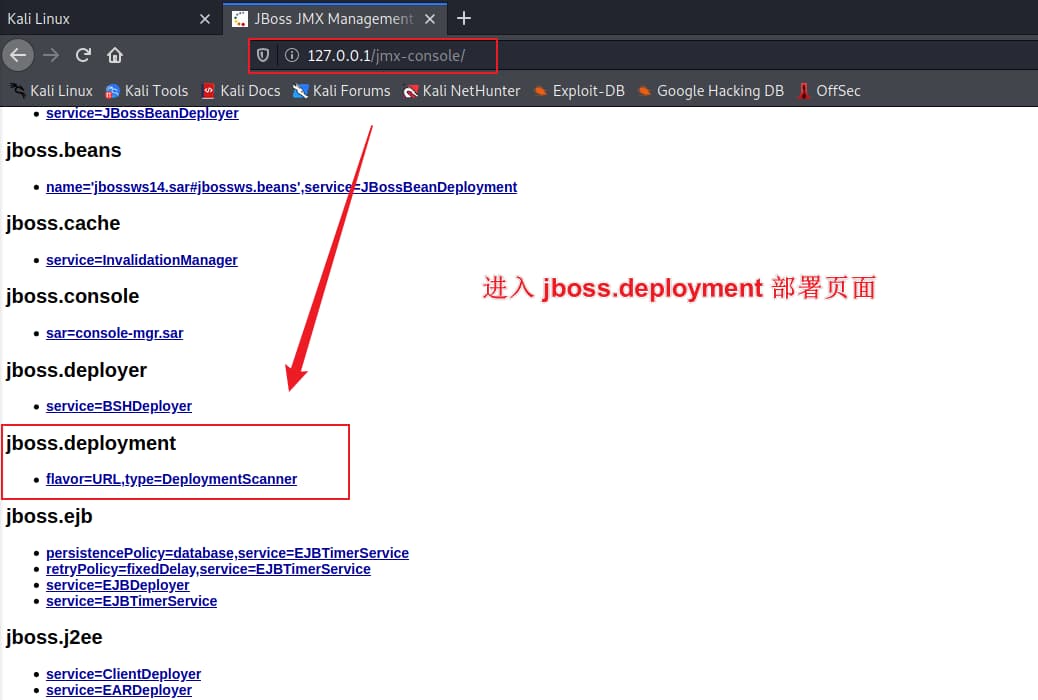 Kali Linux
JBoss JMX Management
127.0.0.1/jmx-console/
Kali Linux Kali Tools Kali Docs Kali Forums Kali NetHunter Exploit-DB Google Hacking DB OffSec
service=JBossBeanDeployer
jboss.beans
name='jbossws14.sar#jbossws.beans',service=JBossBeanDeployment
jboss.cache
service=InvalidationManager
进入 jboss.deployment 部署页面
jboss.console
sar=console-mgr.sar
jboss.deployer
service=BSHDeployer
jboss.deployment
flavor=URL,type=DeploymentScanner
jboss.ejb
persistencePolicy=database,service=EJBTimerService
retryPolicy=fixedDelay,service=EJBTimerService
service=EJBDeployer
service=EJBTimerService
jboss.j2ee
service=ClientDeployer
service=EARDeployer